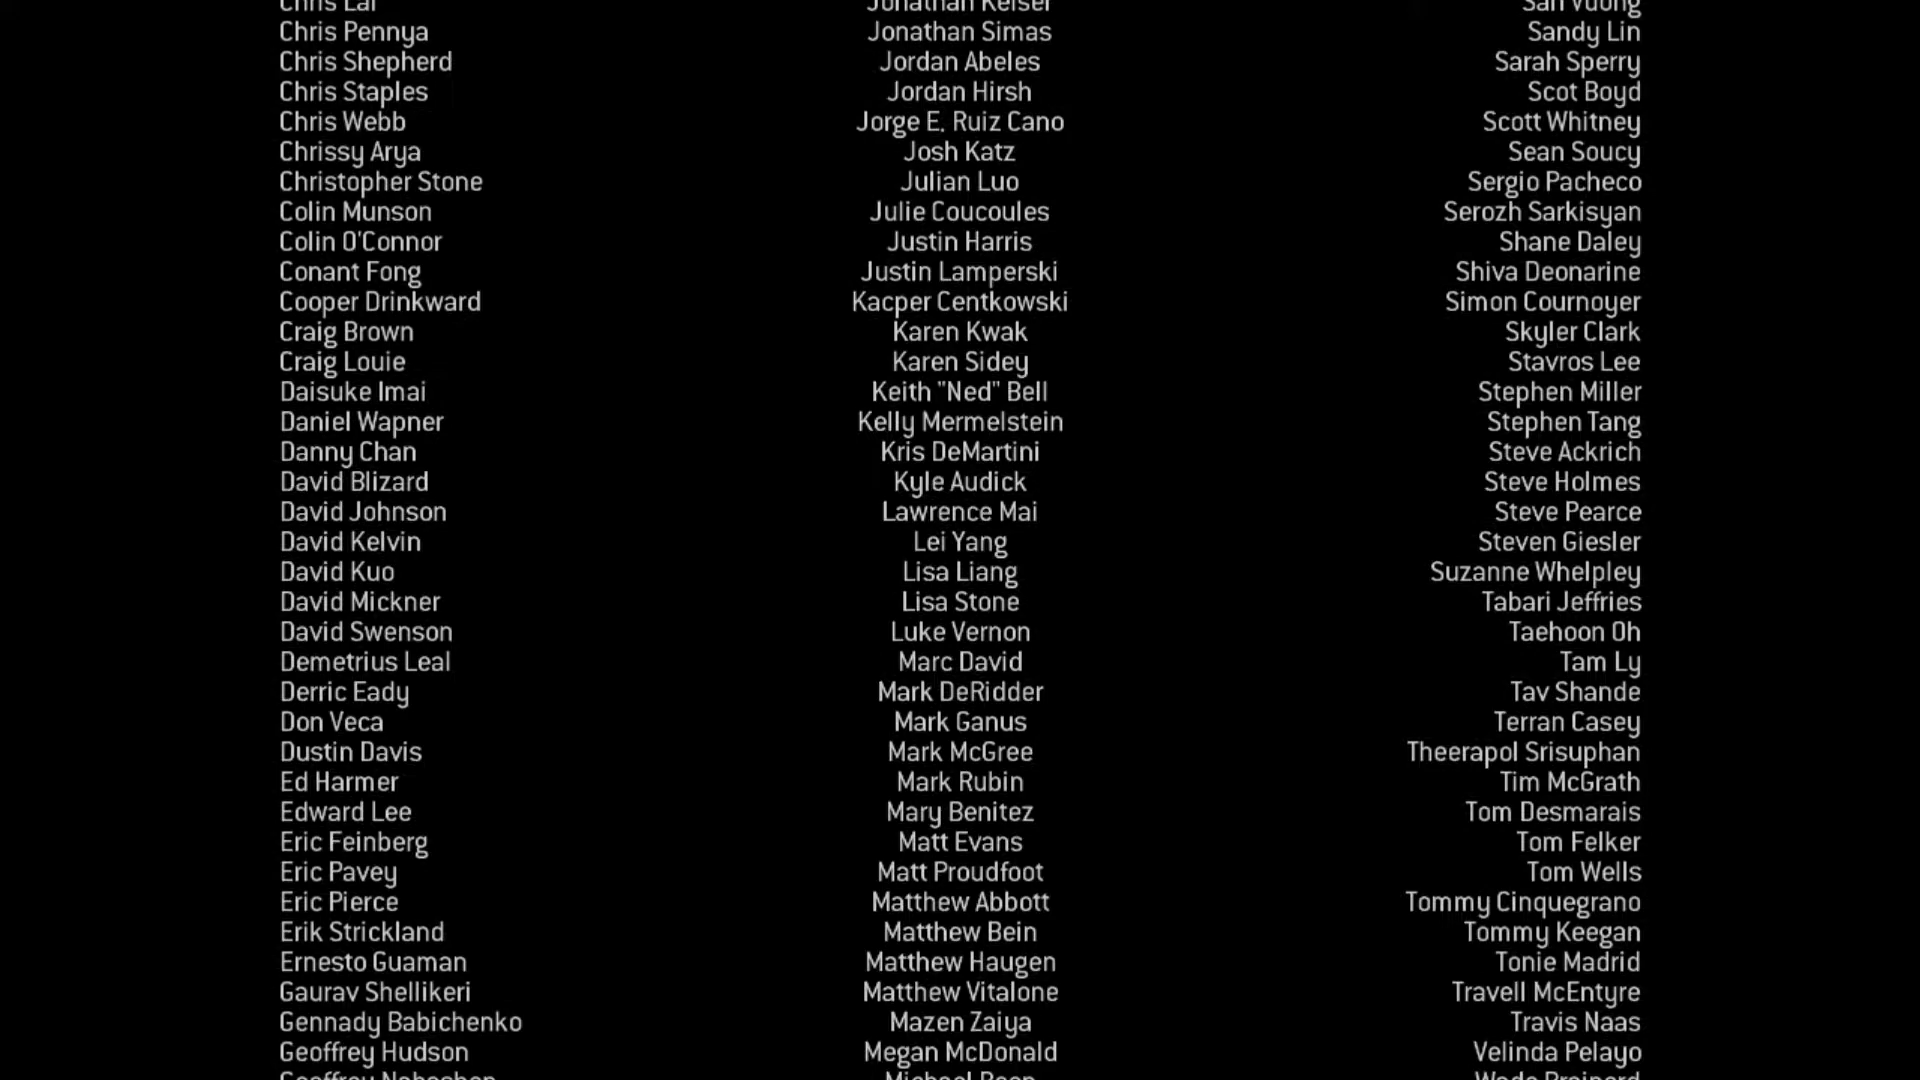 Chris Lai
Chris Pennya
Chris Shepherd
Chris Staples
Chris Webb
Chrissy Arya
Christopher Stone
Colin Munson
Colin O'Connor
Conant Fong
Cooper Drinkward
Craig Brown
Craig Louie
Daisuke Imai
Daniel Wapner
Danny Chan
David Blizard
David Johnson
David Kelvin
David Kuo
David Mickner
David Swenson
Demetrius Leal
Derric Eady
Don Veca
Dustin Davis
Ed Harmer
Edward Lee
Eric Feinberg
Eric Pavey
Eric Pierce
Erik Strickland
Ernesto Guaman
Gaurav Shellikeri
Gennady Babichenko
Geoffrey Hudson
Geoffrey
Jonathan Keiser
Jonathan Simas
Jordan Abeles
Jordan Hirsh
Jorge E. Ruiz Cano
Josh Katz
Julian Luo
Julie Coucoules
Justin Harris
Justin Lamperski
Kacper Centkowski
Karen Kwak
Karen Sidey
Keith "Ned" Bell
Kelly Mermelstein
Kris DeMartini
Kyle Audick
Lawrence Mai
Lei Yang
Lisa Liang
Lisa Stone
Luke Vernon
Marc David
Mark DeRidder
Mark Ganus
Mark McGree
Mark Rubin
Mary Benitez
Matt Evans
Matt Proudfoot
Matthew Abbott
Matthew Bein
Matthew Haugen
Matthew Vitalone
Mazen Zaiya
Megan McDonald
Michael
San Vuong
Sandy Lin
Sarah Sperry
Scot Boyd
Scott Whitney
Sean Soucy
Sergio Pacheco
Serozh Sarkisyan
Shane Daley
Shiva Deonarine
Simon Cournoyer
Skyler Clark
Stavros Lee
Stephen Miller
Stephen Tang
Steve Ackrich
Steve Holmes
Steve Pearce
Steven Giesler
Suzanne Whelpley
Tabari Jeffries
Taehoon Oh
Tam Ly
Tav Shande
Terran Casey
Theerapol Srisuphan
Tim McGrath
Tom Desmarais
Tom Felker
Tom Wells
Tommy Cinquegrano
Tommy Keegan
Tonie Madrid
Travell McEntyre
Travis Naas
Velinda Pelayo
Wade Brainerd